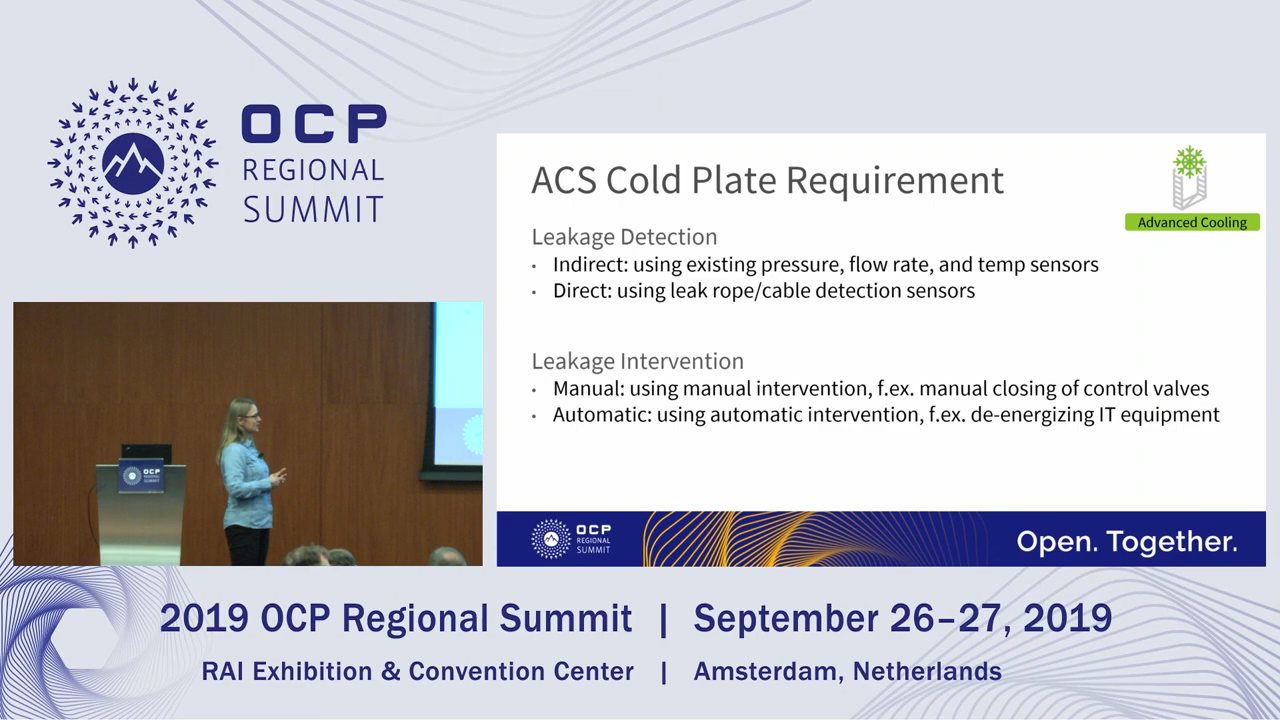 OCP
REGIONAL
SUMMIT
ACS Cold Plate Requirement
Advanced Cooling
Leakage Detection
• Indirect: using existing pressure, flow rate, and temp sensors
• Direct: using leak rope/cable detection sensors
Leakage Intervention
• Manual: using manual intervention, f.ex. manual closing of control valves
• Automatic: using automatic intervention, f.ex. de-energizing IT equipment
OCP
REGIONAL
SUMMIT
Open. Together.
OCP
REGIONAL
SUMMIT
2019 OCP Regional Summit | September 26–27, 2019
RAI Exhibition & Convention Center | Amsterdam, Netherlands